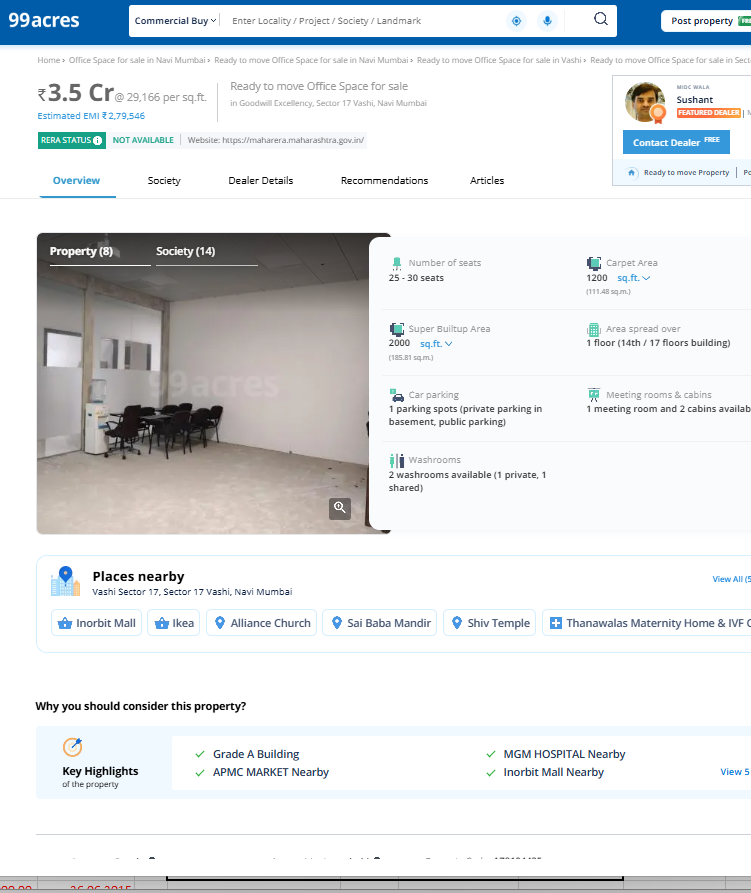 99acres
Commercial Buy
Enter Locality / Project / Society / Landmark
Post property
Home › Office Space for sale in Navi Mumbai › Ready to move Office Space for sale in Navi Mumbai › Ready to move Office Space for sale in Vashi › Ready to move Office Space for sale in Sect
₹3.5 Cr @ 29,166 per sq.ft.
Estimated EMI ₹2,79,546
Ready to move Office Space for sale
in Goodwill Excellency, Sector 17 Vashi, Navi Mumbai
RERA STATUS NOT AVAILABLE Website: https://maharera.maharashtra.gov.in/
MIDC WALA
Sushant
FEATURED DEALER
Contact Dealer FREE
Ready to move Property
Overview
Society
Dealer Details
Recommendations
Articles
Property (8)
Society (14)
99acres
Number of seats
25 - 30 seats
Carpet Area
1200 sq.ft.
(111.48 sq.m.)
Super Builtup Area
2000 sq.ft.
(185.81 sq.m.)
Area spread over
1 floor (14th / 17 floors building)
Car parking
1 parking spots (private parking in
basement, public parking)
Meeting rooms & cabins
1 meeting room and 2 cabins availab
Washrooms
2 washrooms available (1 private, 1
shared)
Places nearby
Vashi Sector 17, Sector 17 Vashi, Navi Mumbai
View All (5
Inorbit Mall
Ikea
Alliance Church
Sai Baba Mandir
Shiv Temple
Thanawalas Maternity Home & IVF C
Why you should consider this property?
Key Highlights
of the property
Grade A Building
MGM HOSPITAL Nearby
APMC MARKET Nearby
Inorbit Mall Nearby
View 5